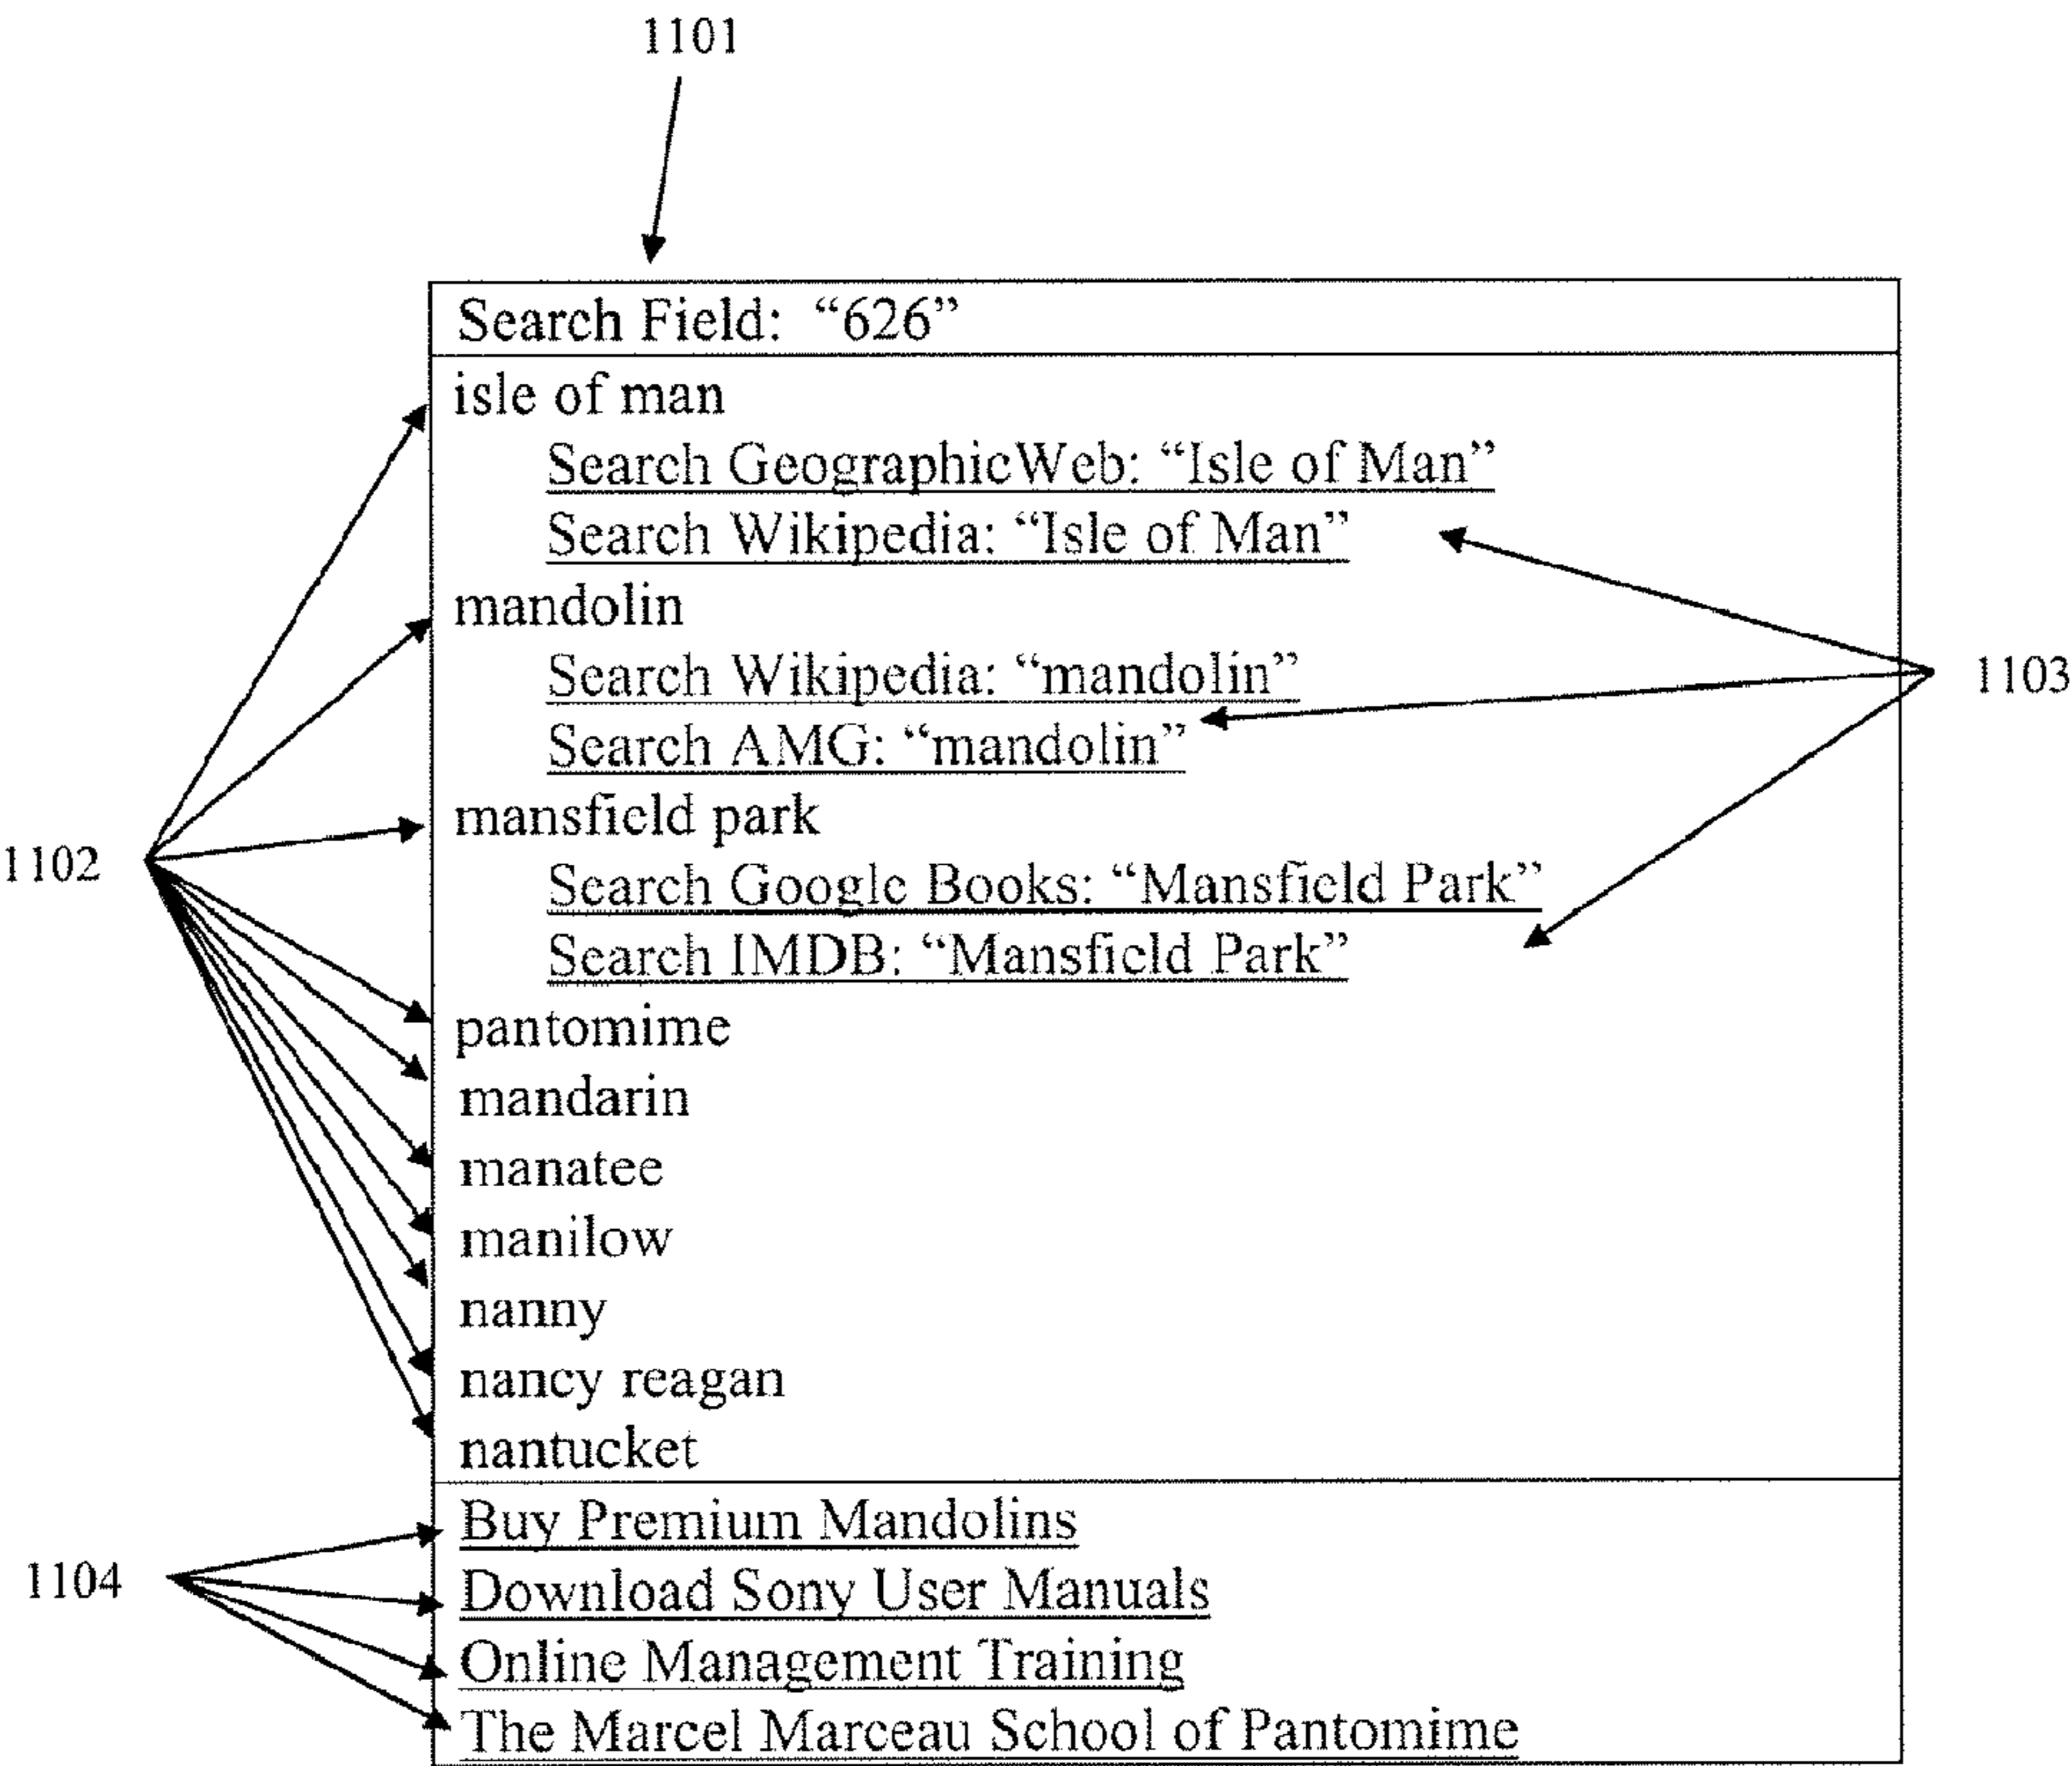 1101
Search Field: “626”
isle of man
Search GeographicWeb: “Isle of Man”
Search Wikipedia: “Isle of Man”
mandolin
Search Wikipedia: “mandolin”
1103
Search AMG: “mandolin”
mansfield park
1102
Search Google Books: “Mansfield Park”
Search IMDB: “Mansfield Park”
pantomime
mandarin
manatee
manilow
nanny
nancy reagan
nantucket
Buy Premium Mandolins
1104
Download Sony User Manuals
Online Management Training
The Marcel Marceau School of Pantomime